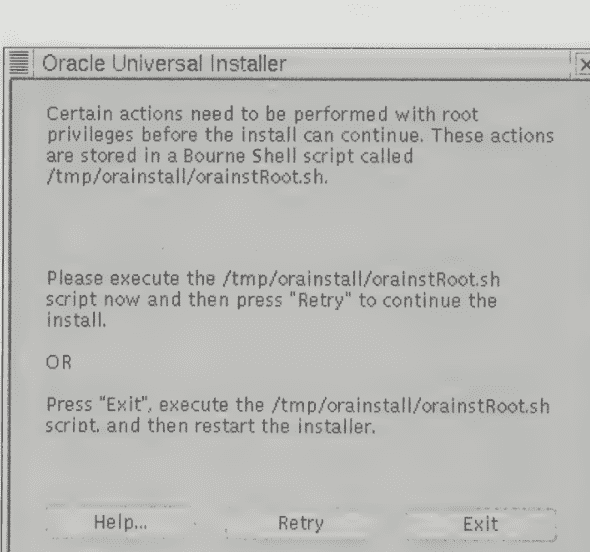 Oracle Universal Installer
Certain actions need to be performed with root
privileges before the install can continue. These actions
are stored in a Bourne Shell script called
/tmp/orainstall/orainstRoot.sh.
Please execute the /tmp/orainstall/orainstRoot.sh
script now and then press "Retry" to continue the
install.
OR
Press "Exit", execute the /tmp/orainstall/orainstRoot.sh
script, and then restart the installer.
Help...
Retry
Exit